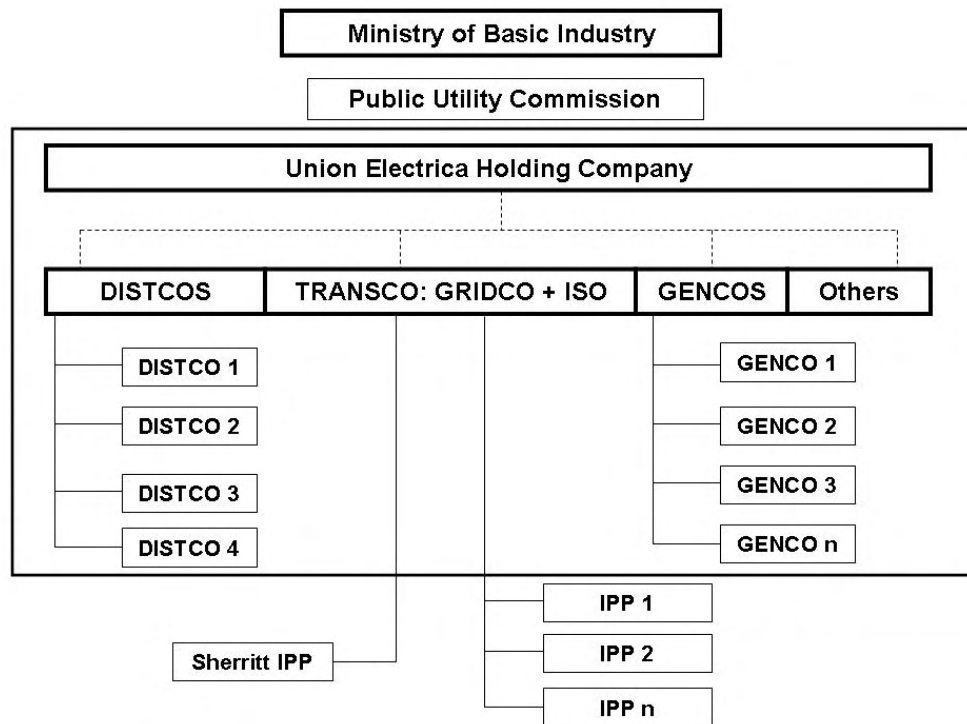 Ministry of Basic Industry
Public Utility Commission
Union Electrica Holding Company
DISTCOS
TRANSCO: GRIDCO + ISO
GENCOS
Others
DISTCO 1
DISTCO 2
DISTCO 3
DISTCO 4
GENCO 1
GENCO 2
GENCO 3
GENCO n
Sherritt IPP
IPP 1
IPP 2
IPP n